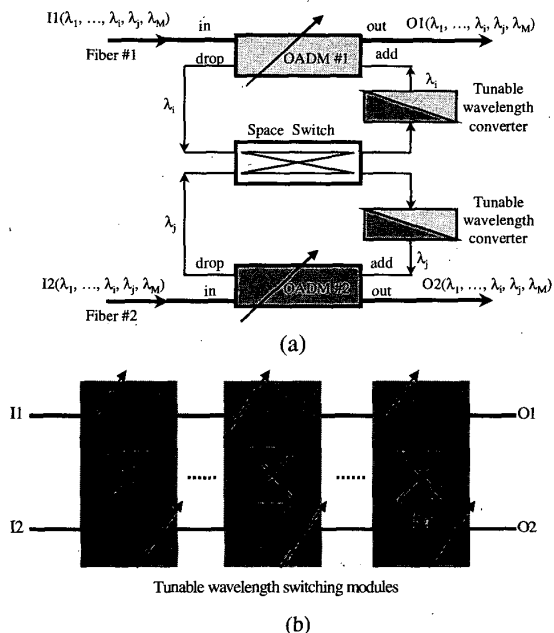 I1(λ1, ..., λi, λj, λM)
in
out
O1(λ1, ..., λi, λj, λM)
Fiber #1
drop
OADM #1
add
λi
λi
Tunable
wavelength
converter
Space Switch
λj
Tunable
wavelength
converter
λj
drop
add
I2(λ1, ..., λi, λj, λM)
in
OADM #2
out
O2(λ1, ..., λi, λj, λM)
Fiber #2
(a)
I1
O1
......
......
I2
O2
Tunable wavelength switching modules
(b)